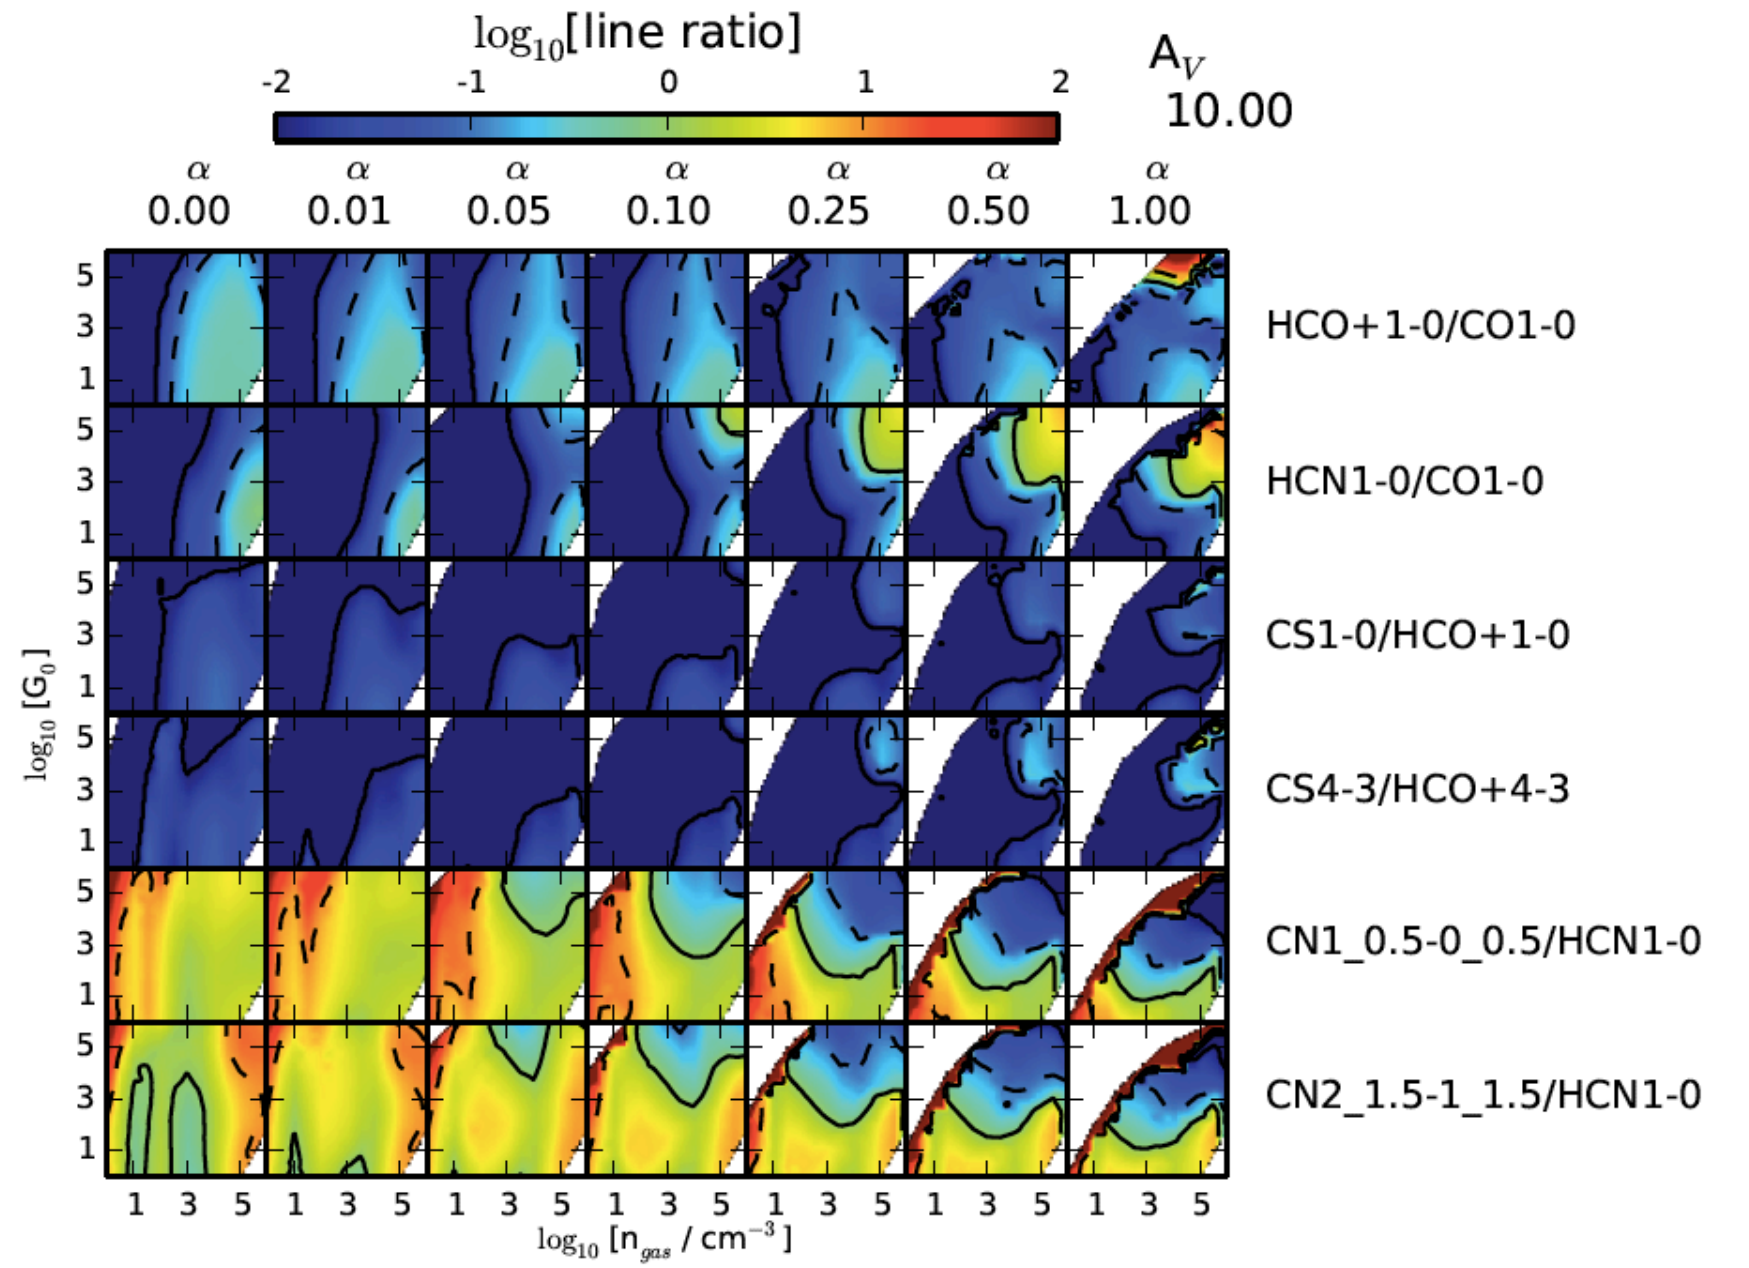 log10[line ratio]
-2 -1 0 1 2
AV
10.00
α α α α α α α
0.00 0.01 0.05 0.10 0.25 0.50 1.00
5 3 1 HCO+1-0/CO1-0
5 3 1 HCN1-0/CO1-0
5 3 1 CS1-0/HCO+1-0
5 3 1 CS4-3/HCO+4-3
5 3 1 CN1_0.5-0_0.5/HCN1-0
5 3 1 CN2_1.5-1_1.5/HCN1-0
log10 [G0]
1 3 5 1 3 5 1 3 5 1 3 5 1 3 5 1 3 5 1 3 5
log10 [ngas / cm−3]